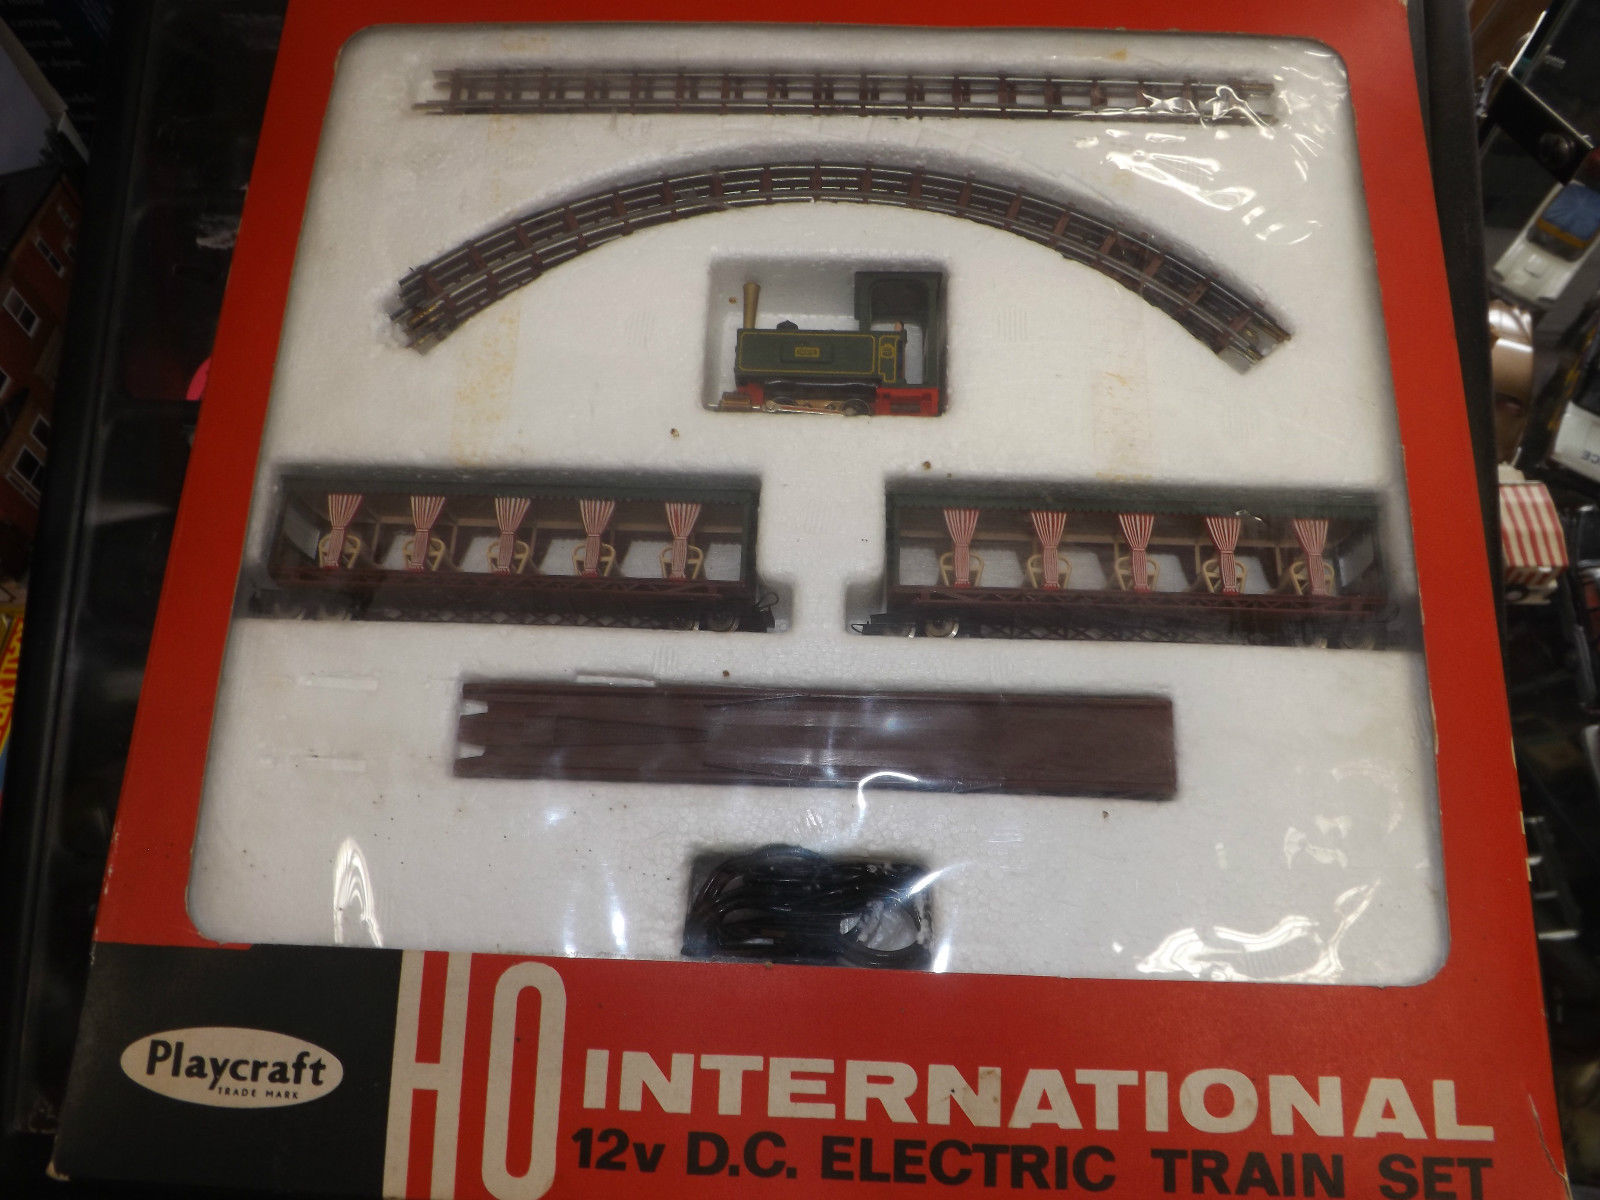 Playcraft
TRADE MARK
HO INTERNATIONAL
12v D.C. ELECTRIC TRAIN SET